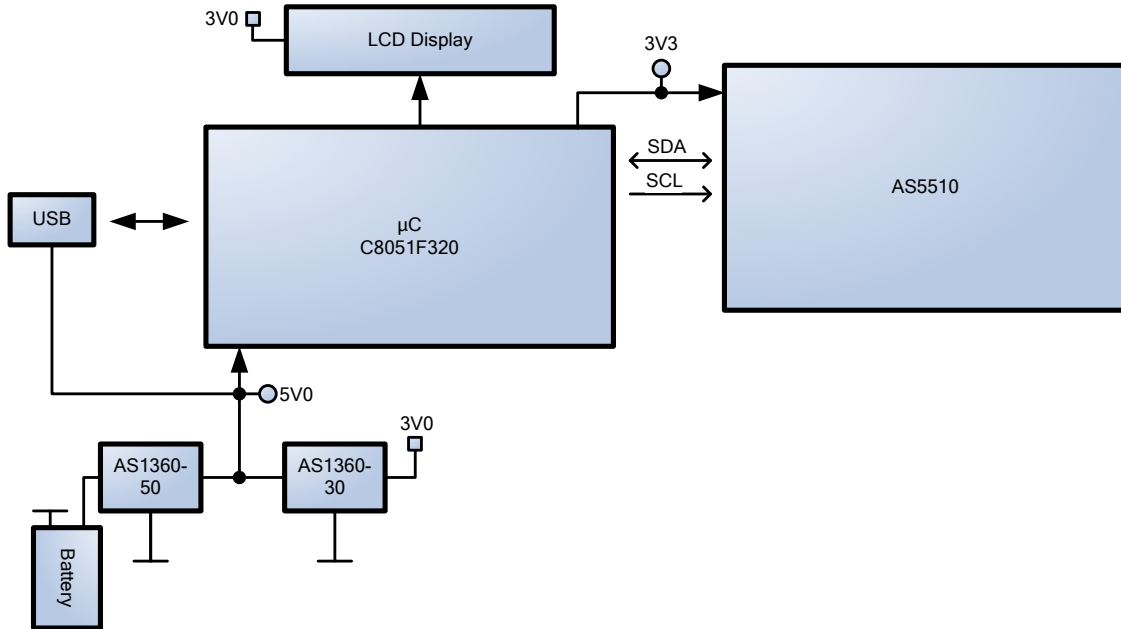 3V0
LCD Display
3V3
SDA
SCL
AS5510
USB
µC
C8051F320
5V0
3V0
AS1360-
50
AS1360-
30
Battery